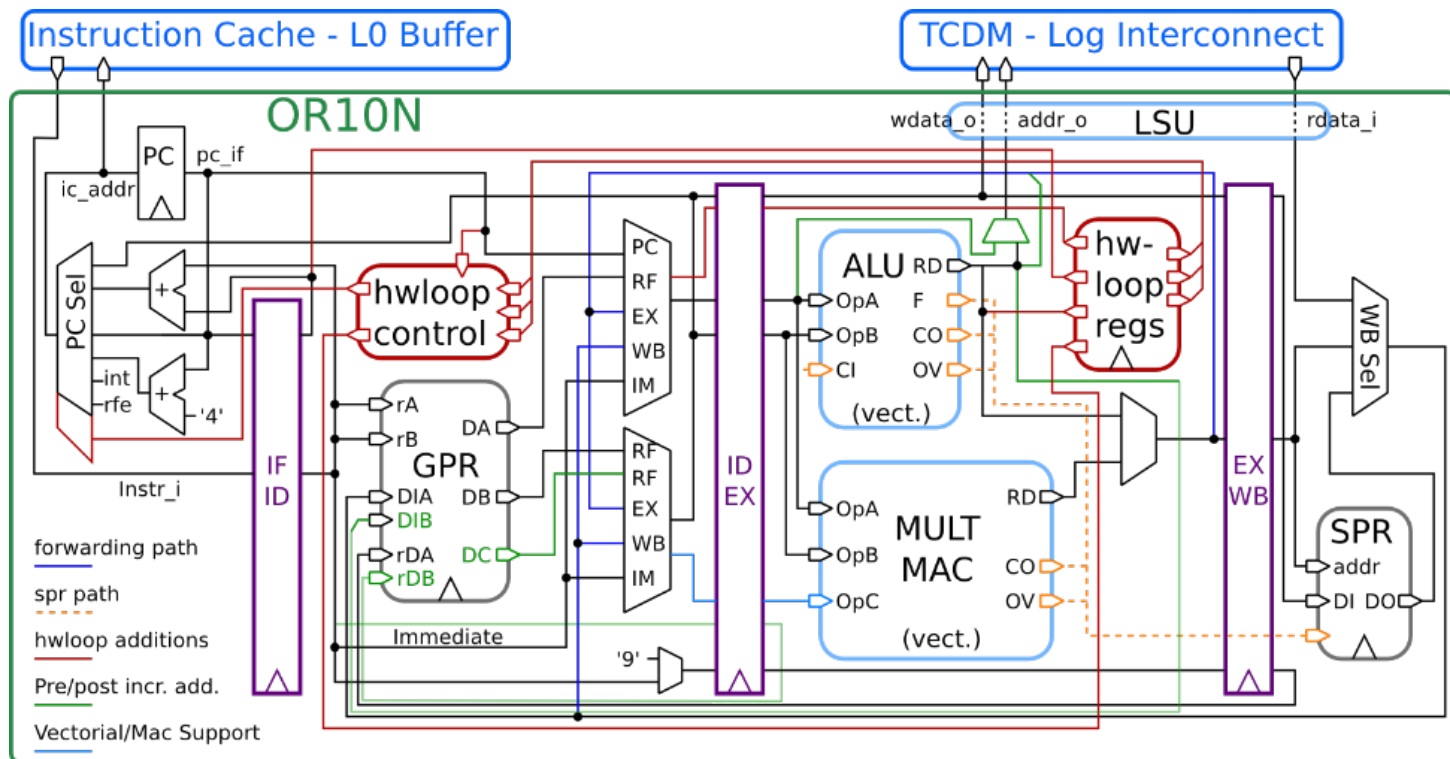 Instruction Cache - L0 Buffer
TCDM - Log Interconnect
OR10N
wdata_o
addr_o
LSU
rdata_i
PC
pc_if
ic_addr
PC Sel
+
+
int
rfe
'4'
hwloop
control
IF
ID
Instr_i
rA
rB
GPR
DA
DB
DIA
DIB
rDA
rDB
DC
PC
RF
EX
WB
IM
RF
RF
EX
WB
IM
Immediate
'9'
ID
EX
ALU
RD
OpA
F
OpB
CO
CI
OV
(vect.)
RD
OpA
MULT
OpB
MAC
CO
OpC
OV
(vect.)
hw-
loop
regs
EX
WB
WB Sel
SPR
addr
DI
DO
forwarding path
spr path
hwloop additions
Pre/post incr. add.
Vectorial/Mac Support